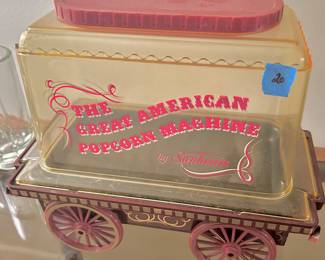 THE
GREAT AMERICAN
POPCORN MACHINE
by Sunbeam
20